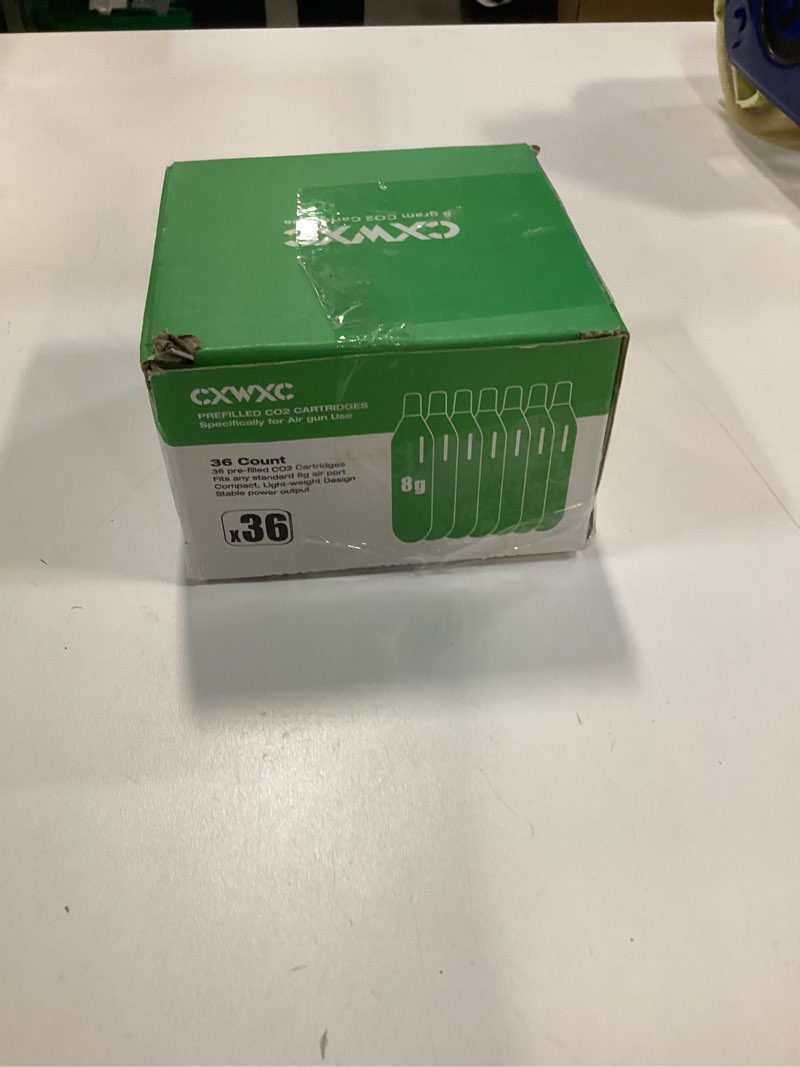 CXWXC
8 gram CO2 Cartridges
CXWXC
PREFILLED CO2 CARTRIDGES
Specifically for Air gun Use
36 Count
36 pre-filled CO2 Cartridges
Fits any standard 8g air port
Compact, Light-weight Design
Stable power output
x36
8g